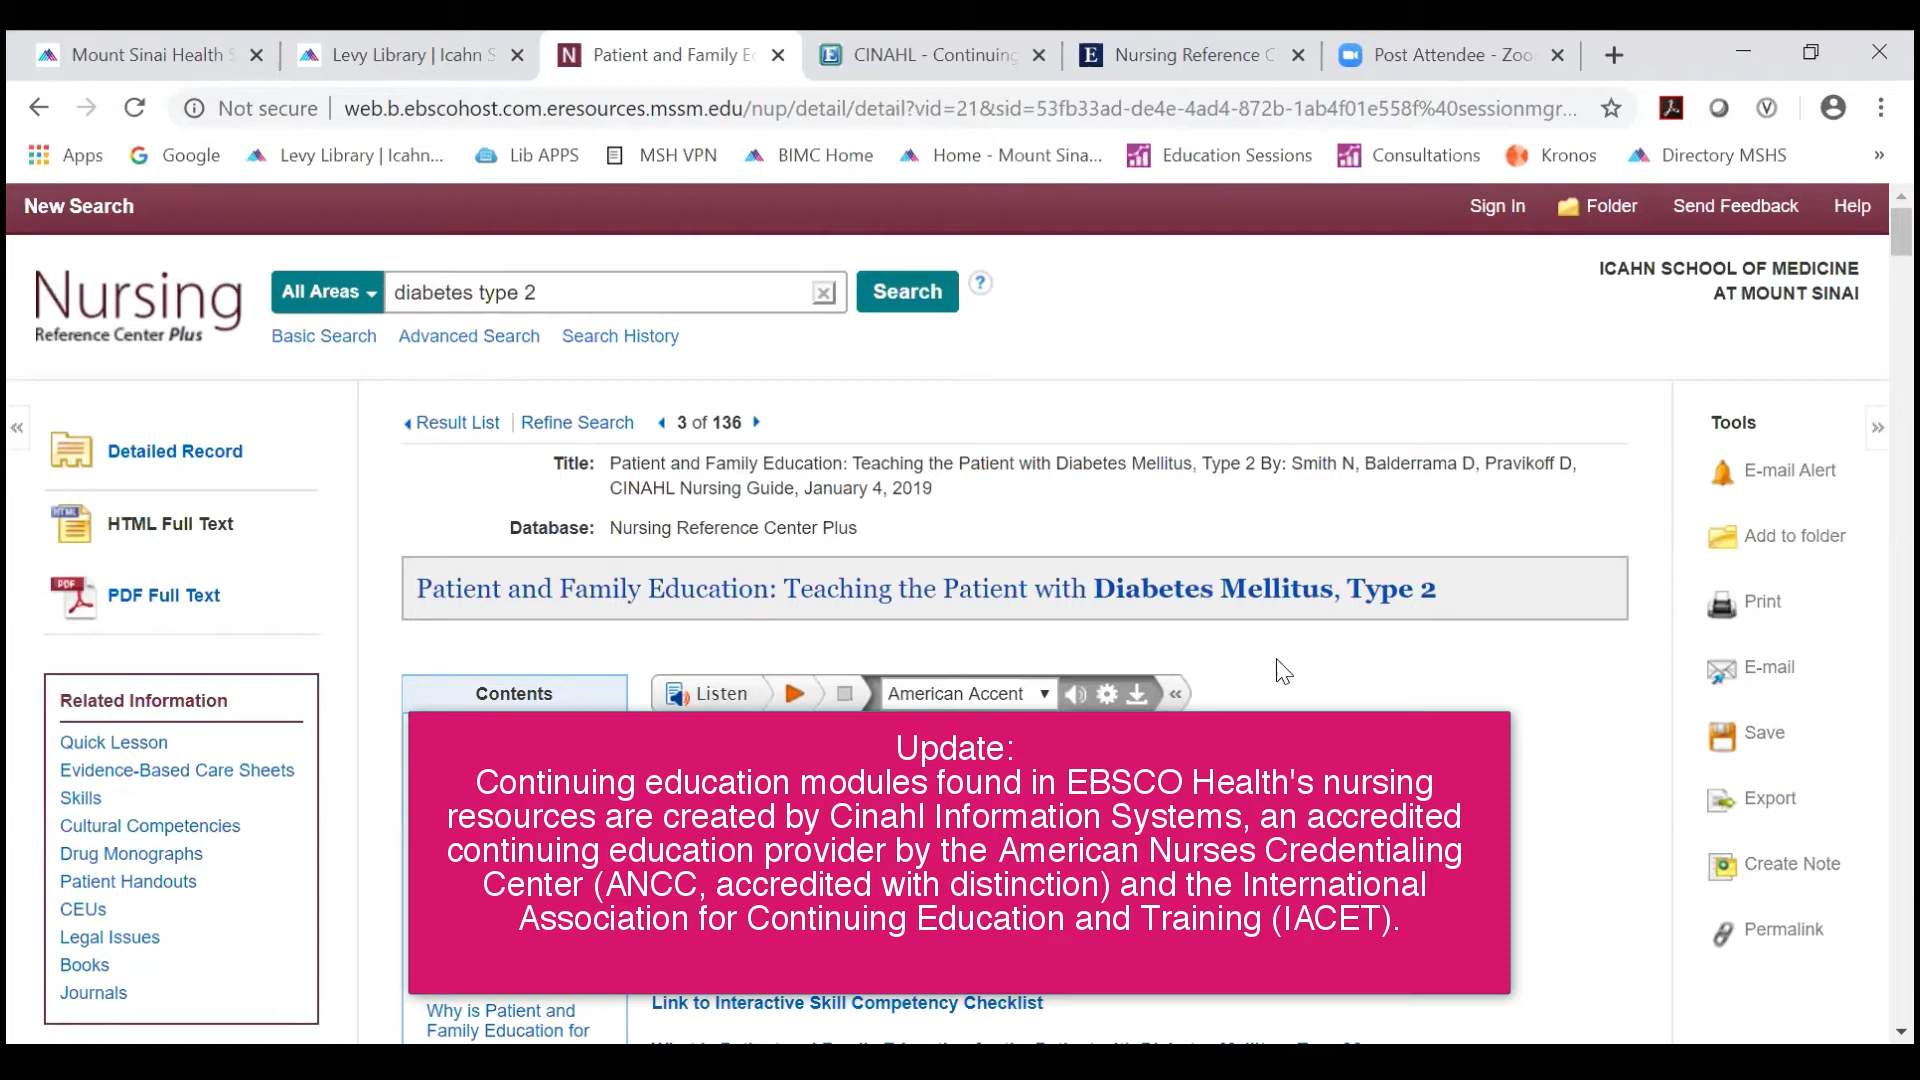 Mount Sinai Health S
Levy Library | Icahn S
Patient and Family Ed
CINAHL - Continuing
Nursing Reference C
Post Attendee - Zoo
Not secure
web.b.ebscohost.com.eresources.mssm.edu/nup/detail/detail?vid=21&sid=53fb33ad-de4e-4ad4-872b-1ab4f01e558f%40sessionmgr...
Apps
Google
Levy Library | Icahn...
Lib APPS
MSH VPN
BIMC Home
Home - Mount Sina...
Education Sessions
Consultations
Kronos
Directory MSHS
»
New Search
Sign In
Folder
Send Feedback
Help
Nursing
Reference Center Plus
All Areas
diabetes type 2
Search
?
Basic Search
Advanced Search
Search History
ICAHN SCHOOL OF MEDICINE
AT MOUNT SINAI
Detailed Record
HTML Full Text
PDF Full Text
Related Information
Quick Lesson
Evidence-Based Care Sheets
Skills
Cultural Competencies
Drug Monographs
Patient Handouts
CEUs
Legal Issues
Books
Journals
Result List
Refine Search
3 of 136
Title: Patient and Family Education: Teaching the Patient with Diabetes Mellitus, Type 2 By: Smith N, Balderrama D, Pravikoff D,
CINAHL Nursing Guide, January 4, 2019
Database: Nursing Reference Center Plus
Patient and Family Education: Teaching the Patient with Diabetes Mellitus, Type 2
Contents
Listen
American Accent
Update:
Continuing education modules found in EBSCO Health's nursing
resources are created by Cinahl Information Systems, an accredited
continuing education provider by the American Nurses Credentialing
Center (ANCC, accredited with distinction) and the International
Association for Continuing Education and Training (IACET).
Why is Patient and
Family Education for
Link to Interactive Skill Competency Checklist
Tools
E-mail Alert
Add to folder
Print
E-mail
Save
Export
Create Note
Permalink